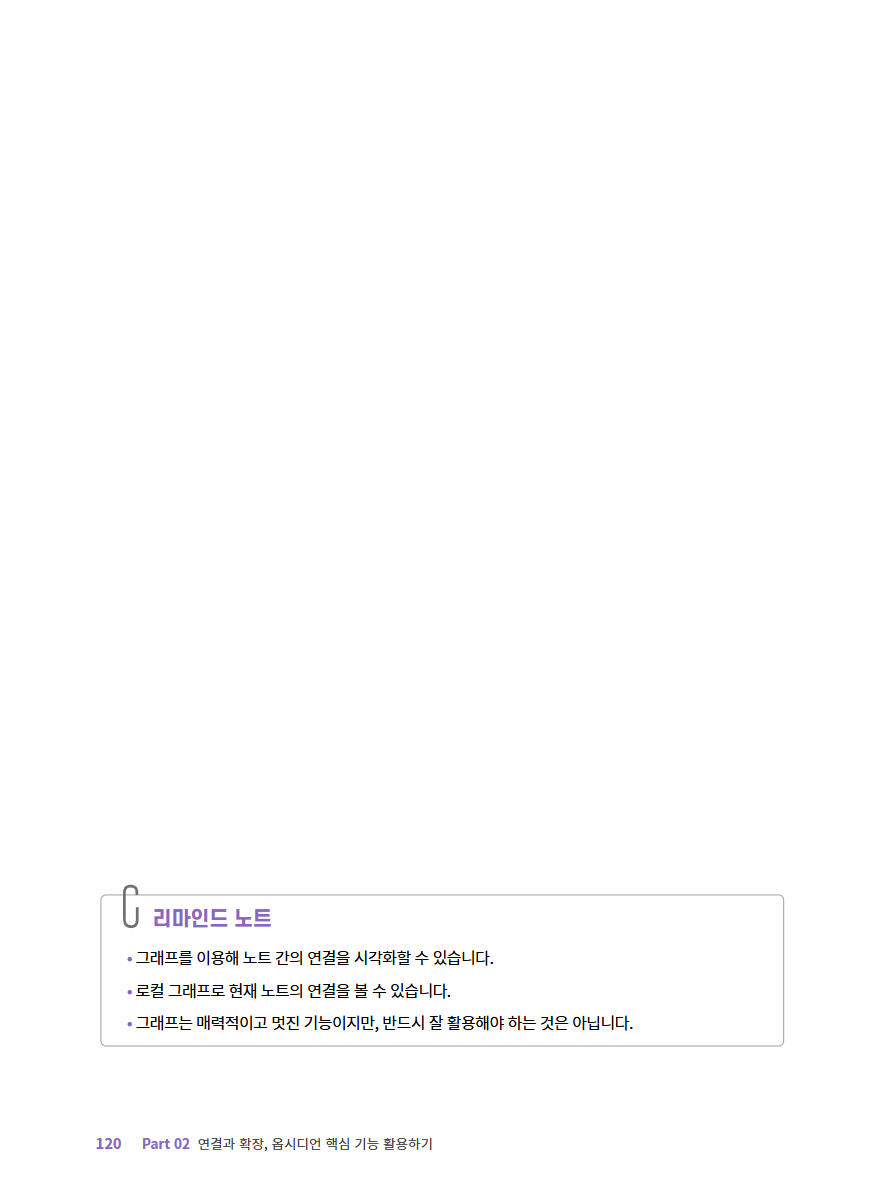 리마인드 노트
• 그래프를 이용해 노트 간의 연결을 시각화할 수 있습니다.
• 로컬 그래프로 현재 노트의 연결을 볼 수 있습니다.
• 그래프는 매력적이고 멋진 기능이지만, 반드시 잘 활용해야 하는 것은 아닙니다.
120 Part 02 연결과 확장, 옵시디언 핵심 기능 활용하기